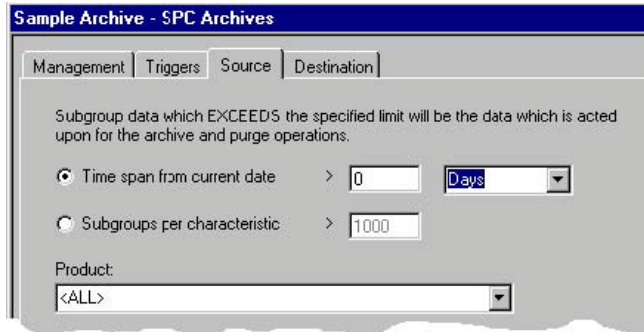 Sample Archive - SPC Archives
Management Triggers Source Destination
Subgroup data which EXCEEDS the specified limit will be the data which is acted
upon for the archive and purge operations.
Time span from current date > 0 Days
Subgroups per characteristic > 1000
Product:
<ALL>